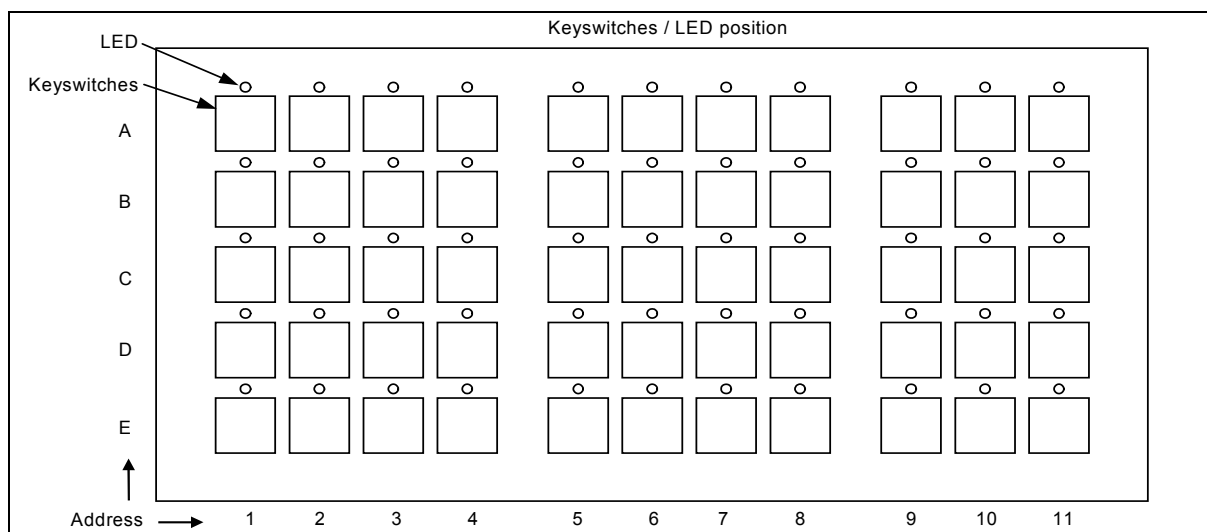 Keyswitches / LED position
LED
Keyswitches
A
B
C
D
E
Address 1 2 3 4 5 6 7 8 9 10 11